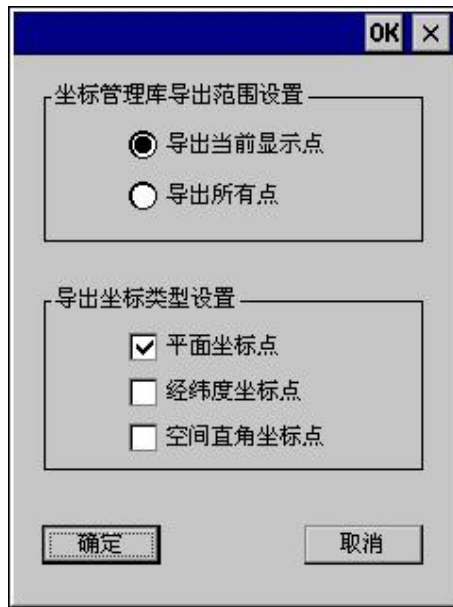 OK ×
坐标管理库导出范围设置
导出当前显示点
导出所有点
导出坐标类型设置
平面坐标点
经纬度坐标点
空间直角坐标点
确定 取消